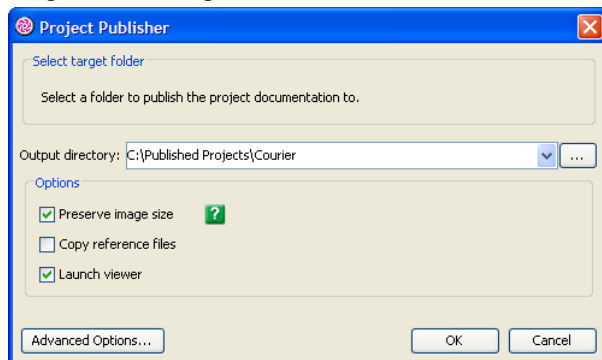 Project Publisher
Select target folder
Select a folder to publish the project documentation to.
Output directory: C:\Published Projects\Courier ...
Options
Preserve image size ?
Copy reference files
Launch viewer
Advanced Options... OK Cancel